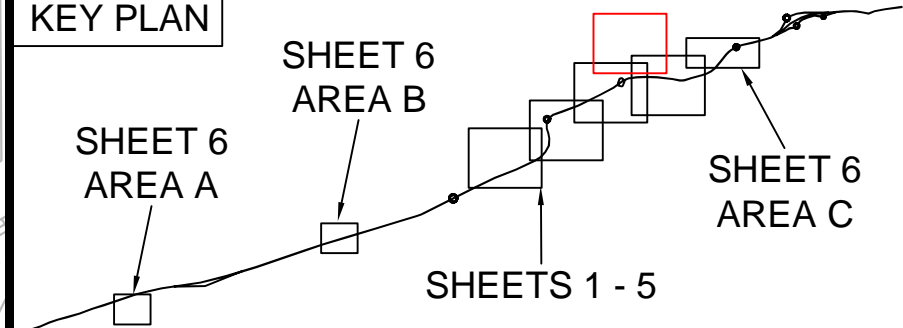 KEY PLAN
SHEET 6
AREA B
SHEET 6
AREA A
SHEET 6
AREA C
SHEETS 1 - 5